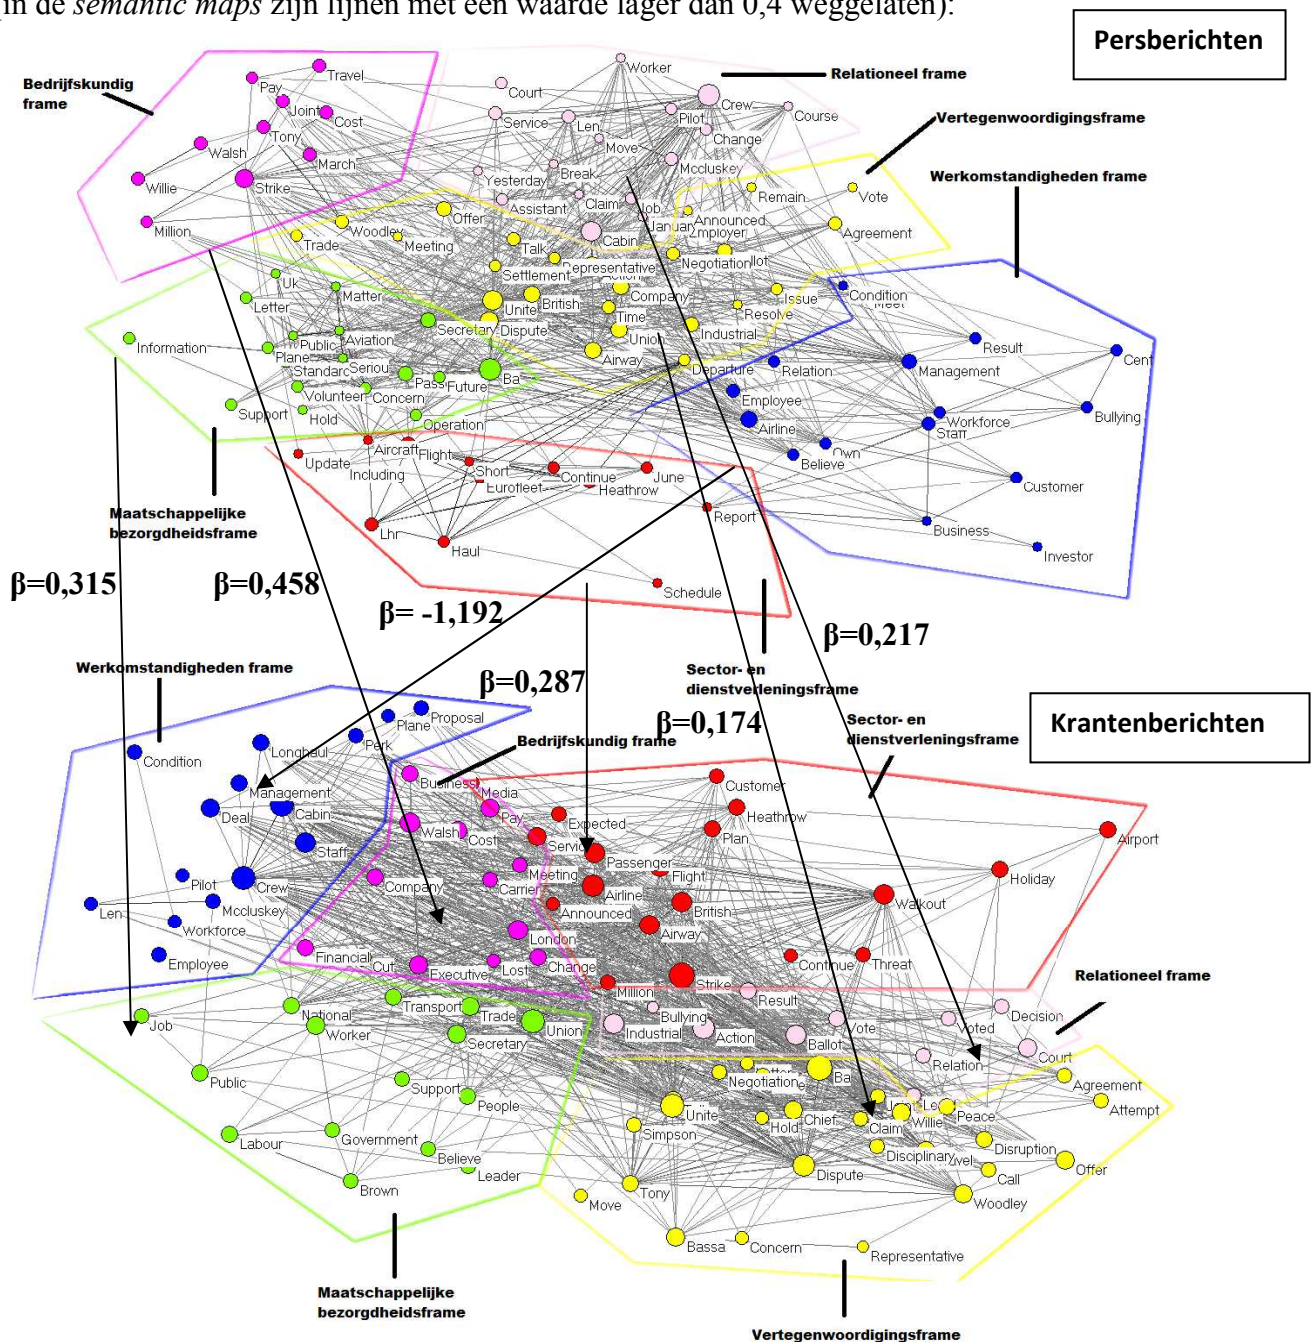 in de semantic maps zijn lijnen met een waarde lager dan 0,4 weggelaten):
Persberichten
Bedrijfskundig
frame
Relationeel frame
Vertegenwoordigingsframe
Werkomstandigheden frame
Travel
Pay
Joint
Cost
Tony
Walsh
March
Willie
Strike
Million
Worker
Court
Crew
Course
Service
Len
Pilot
Change
Move
Mccluskey
Yesterday
Break
Assistant
Claim
Job
January
Cabin
Remain
Vote
Offer
Announced
Employer
Agreement
Woodley
Trade
Meeting
Talk
Representative
Negotiation
Settlement
Action
Company
Issue
Unite
British
Time
Resolve
Union
Industrial
Dispute
Airway
Departure
Uk
Matter
Letter
Secretary
Public
Aviation
Information
Plane
Standard
Seriou
Ba
Volunteer
Concern
Future
Support
Hold
Operation
Condition
Meet
Result
Cent
Relation
Management
Employee
Bullying
Airline
Workforce
Staff
Own
Believe
Customer
Business
Investor
Aircraft
Flight
Update
Including
Short
Continue
June
Eurofleet
Heathrow
Report
Lhr
Haul
Schedule
Maatschappelijke
bezorgdheidsframe
β=0,315
β=0,458
β= -1,192
β=0,217
β=0,287
β=0,174
Sector- en
dienstverleningsframe
Werkomstandigheden frame
Sector- en
dienstverleningsframe
Krantenberichten
Bedrijfskundig frame
Proposal
Plane
Perk
Longhaul
Condition
Management
Deal
Cabin
Staff
Pilot
Crew
Mccluskey
Len
Workforce
Employee
Business
Media
Pay
Walsh
Cost
Meeting
Company
Carrier
London
Financial
Cut
Executive
Lost
Change
Customer
Expected
Heathrow
Plan
Airport
Passenger
Flight
Holiday
Airline
Announced
British
Walkout
Airway
Continue
Threat
Million
Strike
Relationeel frame
Result
Bullying
Industrial
Action
Vote
Ballot
Voted
Decision
Relation
Court
National
Transport
Trade
Job
Worker
Union
Secretary
Public
Support
People
Labour
Government
Believe
Leader
Brown
Negotiation
Ba
Agreement
Attempt
Unite
Simpson
Hold
Chief
Claim
Willie
Peace
Disciplinary
Disruption
Dispute
Call
Offer
Tony
Woodley
Move
Bassa
Concern
Representative
Maatschappelijke
bezorgdheidsframe
Vertegenwoordigingsframe